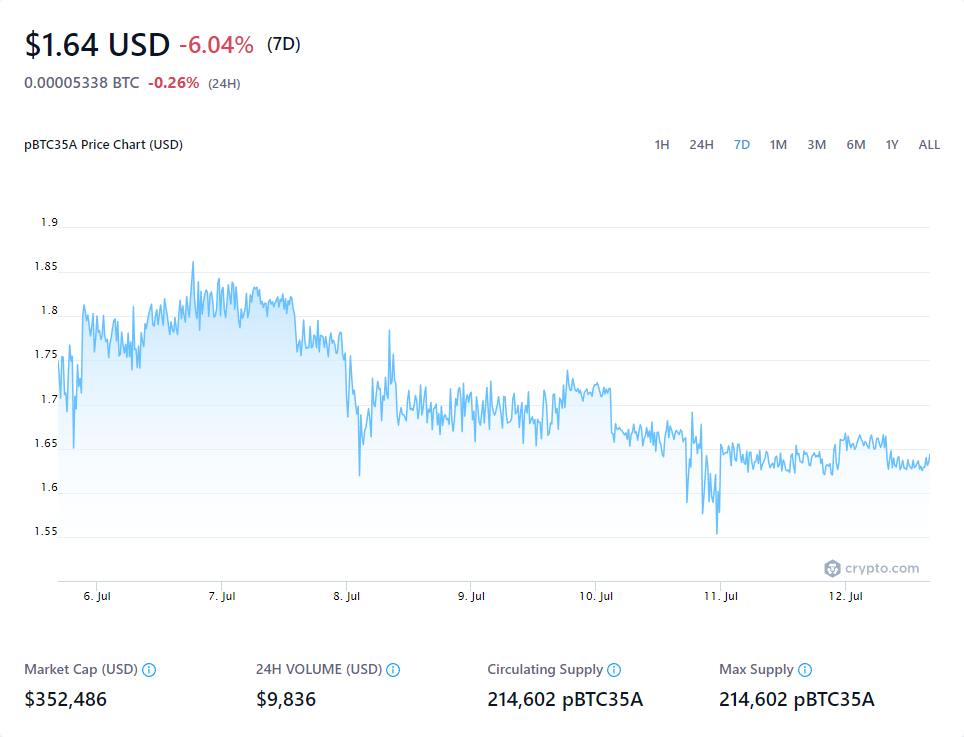 $1.64 USD -6.04% (7D)
0.00005338 BTC -0.26% (24H)
pBTC35A Price Chart (USD) 1H 24H 7D 1M 3M 6M 1Y ALL
1.9
1.85
1.8
1.75
1.7
1.65
1.6
1.55
crypto.com
6. Jul 7. Jul 8. Jul 9. Jul 10. Jul 11. Jul 12. Jul
Market Cap (USD) 24H VOLUME (USD) Circulating Supply Max Supply
$352,486 $9,836 214,602 pBTC35A 214,602 pBTC35A